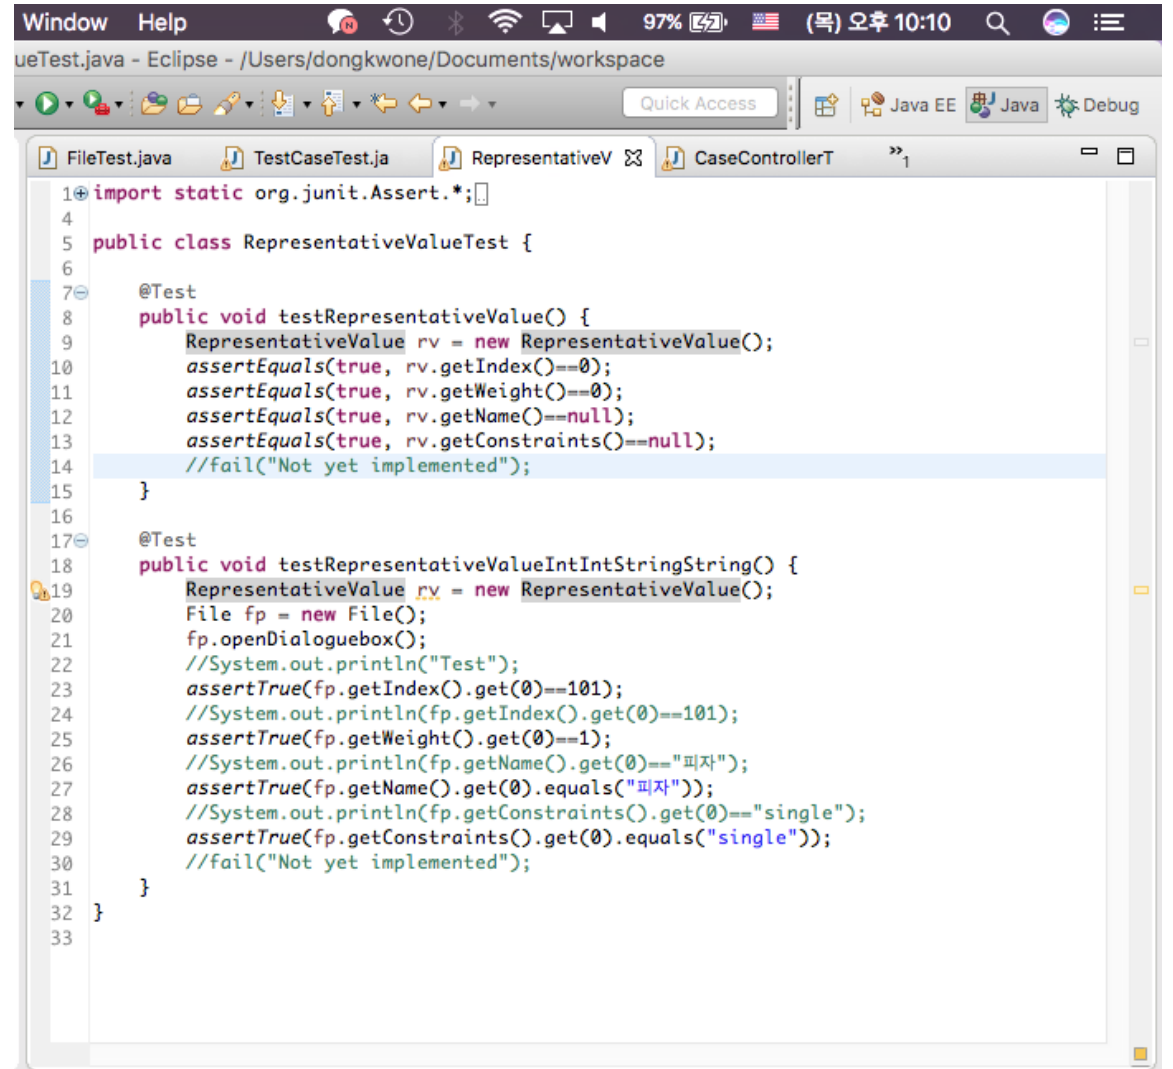 Window Help 97% (목) 오후 10:10
ueTest.java - Eclipse - /Users/dongkwone/Documents/workspace
Quick Access Java EE Java Debug
FileTest.java TestCaseTest.ja RepresentativeV CaseControllerT »1
1 import static org.junit.Assert.*;
4
5 public class RepresentativeValueTest {
6
7 @Test
8 public void testRepresentativeValue() {
9 RepresentativeValue rv = new RepresentativeValue();
10 assertEquals(true, rv.getIndex()==0);
11 assertEquals(true, rv.getWeight()==0);
12 assertEquals(true, rv.getName()==null);
13 assertEquals(true, rv.getConstraints()==null);
14 //fail("Not yet implemented");
15 }
16
17 @Test
18 public void testRepresentativeValueIntIntStringString() {
19 RepresentativeValue rv = new RepresentativeValue();
20 File fp = new File();
21 fp.openDialoguebox();
22 //System.out.println("Test");
23 assertTrue(fp.getIndex().get(0)==101);
24 //System.out.println(fp.getIndex().get(0)==101);
25 assertTrue(fp.getWeight().get(0)==1);
26 //System.out.println(fp.getName().get(0)=="피자");
27 assertTrue(fp.getName().get(0).equals("피자"));
28 //System.out.println(fp.getConstraints().get(0)=="single");
29 assertTrue(fp.getConstraints().get(0).equals("single"));
30 //fail("Not yet implemented");
31 }
32 }
33